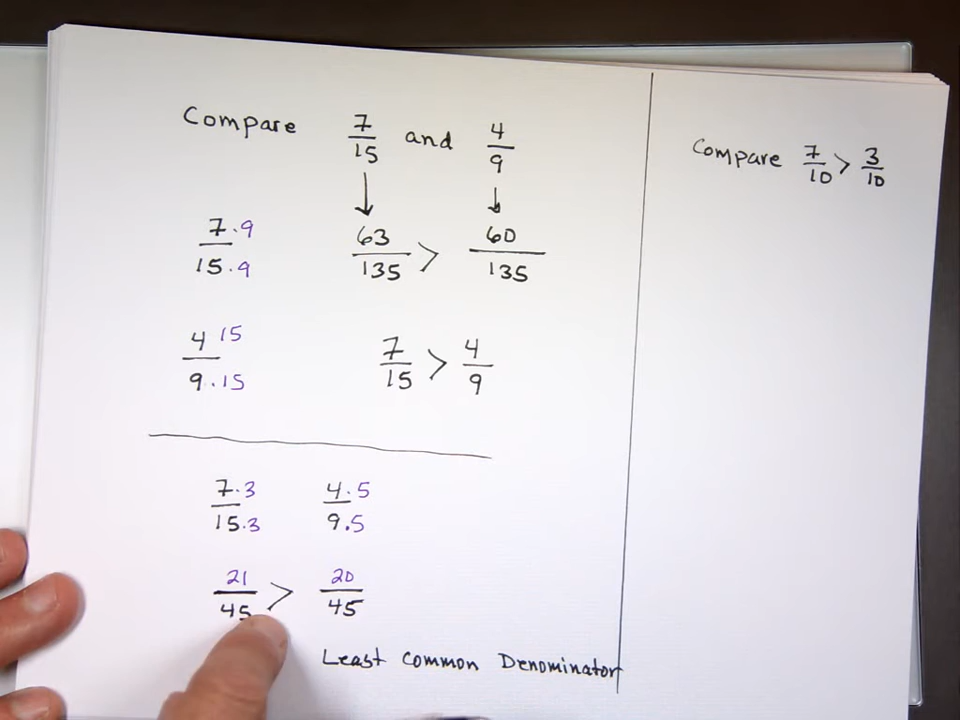 Compare 7/15 and 4/9
7·9/15·9
63/135 > 60/135
4 15/9·15
7/15 > 4/9
7·3/15·3 4·5/9·5
21/45 > 20/45
Least Common Denominator
Compare 7/10 > 3/10